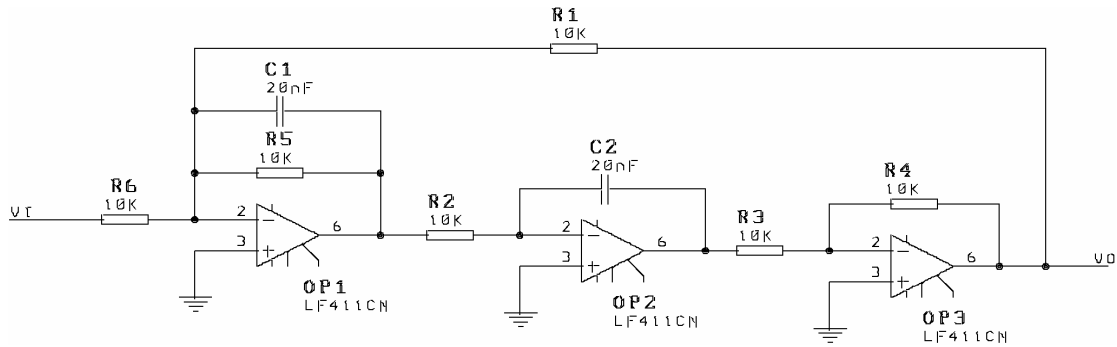 R1
10K
C1
20nF
R5
10K
C2
20nF
R6
10K
R2
10K
R3
10K
R4
10K
VI
2
3
6
OP1
LF411CN
2
3
6
OP2
LF411CN
2
3
6
OP3
LF411CN
VO